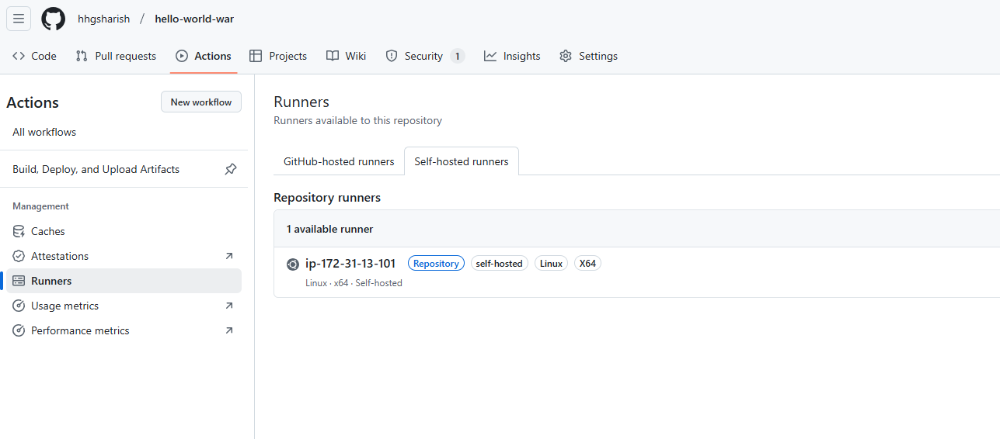 hhgsharish / hello-world-war
Code Pull requests Actions Projects Wiki Security 1 Insights Settings
Actions
New workflow
All workflows
Build, Deploy, and Upload Artifacts
Management
Caches
Attestations
Runners
Usage metrics
Performance metrics
Runners
Runners available to this repository
GitHub-hosted runners Self-hosted runners
Repository runners
1 available runner
ip-172-31-13-101 Repository self-hosted Linux X64
Linux · x64 · Self-hosted